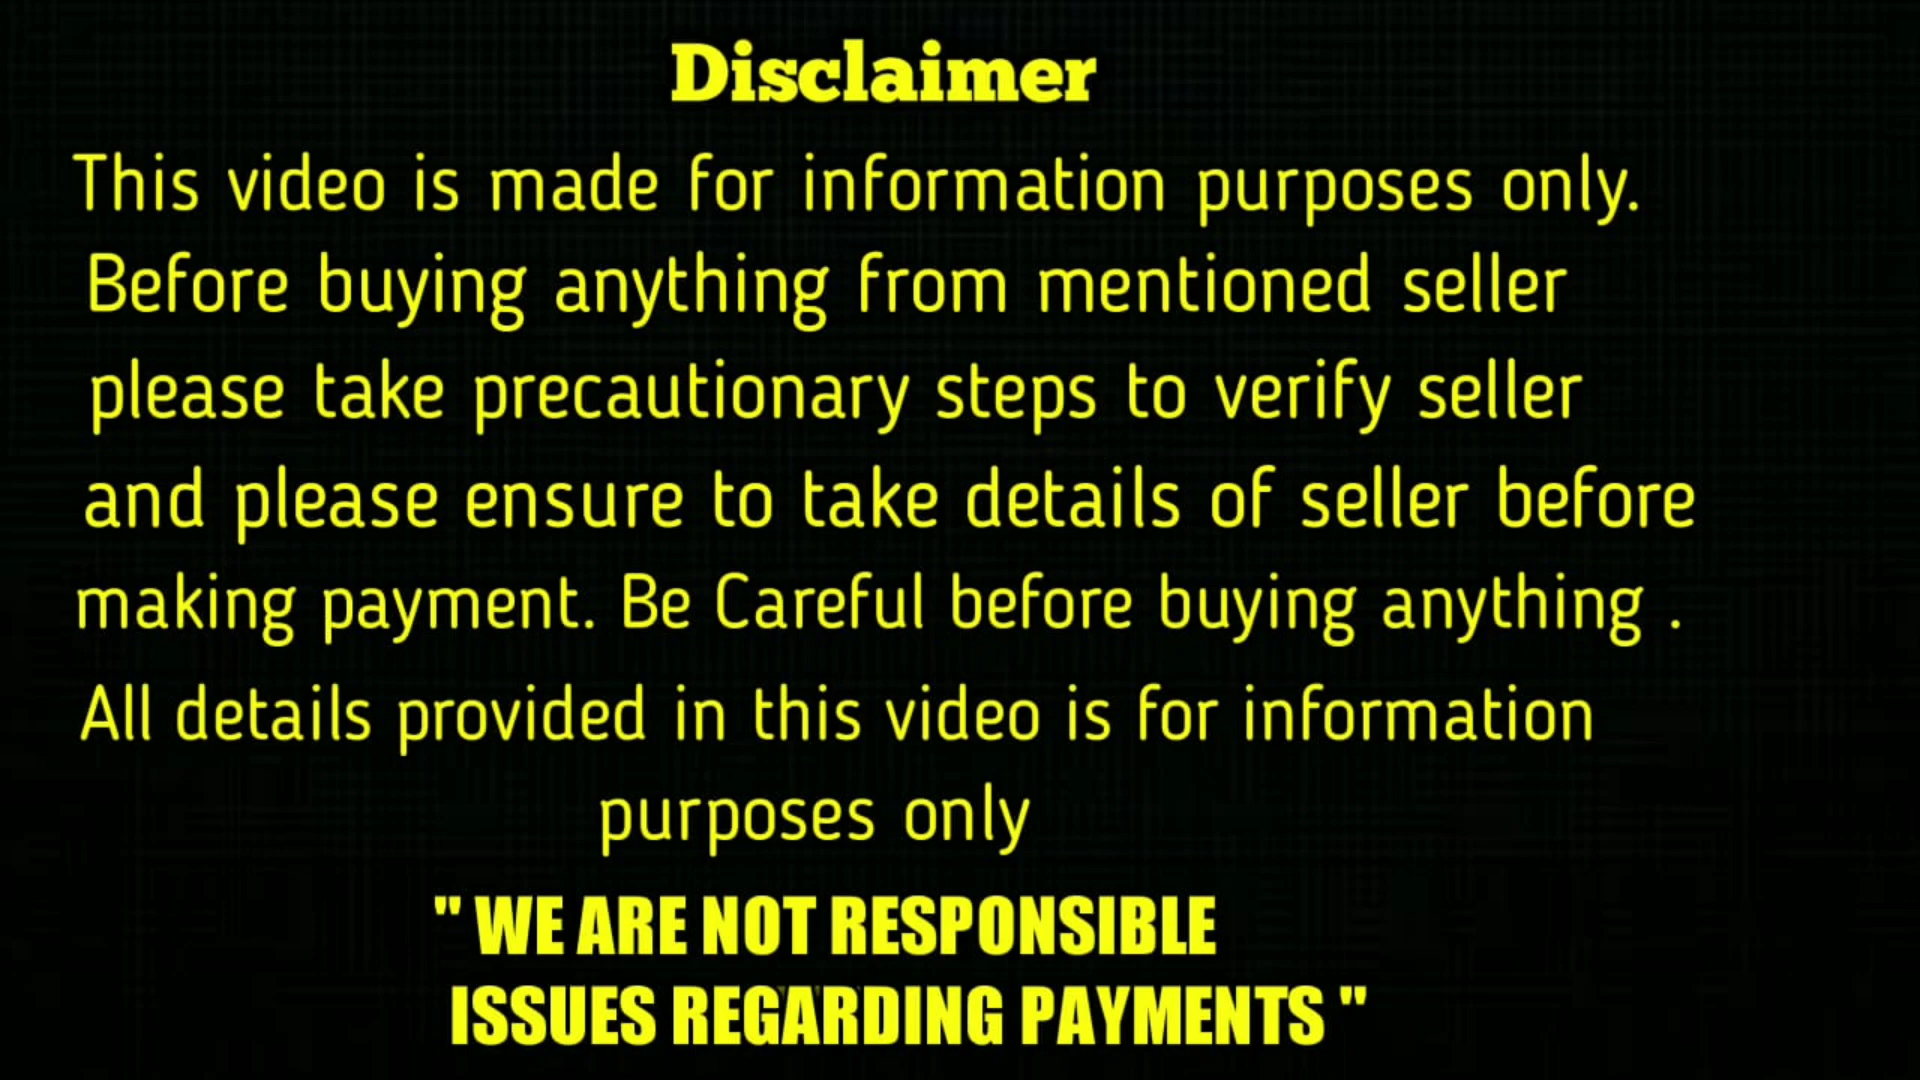 Disclaimer
This video is made for information purposes only.
Before buying anything from mentioned seller
please take precautionary steps to verify seller
and please ensure to take details of seller before
making payment. Be Careful before buying anything .
All details provided in this video is for information
purposes only
" WE ARE NOT RESPONSIBLE
ISSUES REGARDING PAYMENTS "